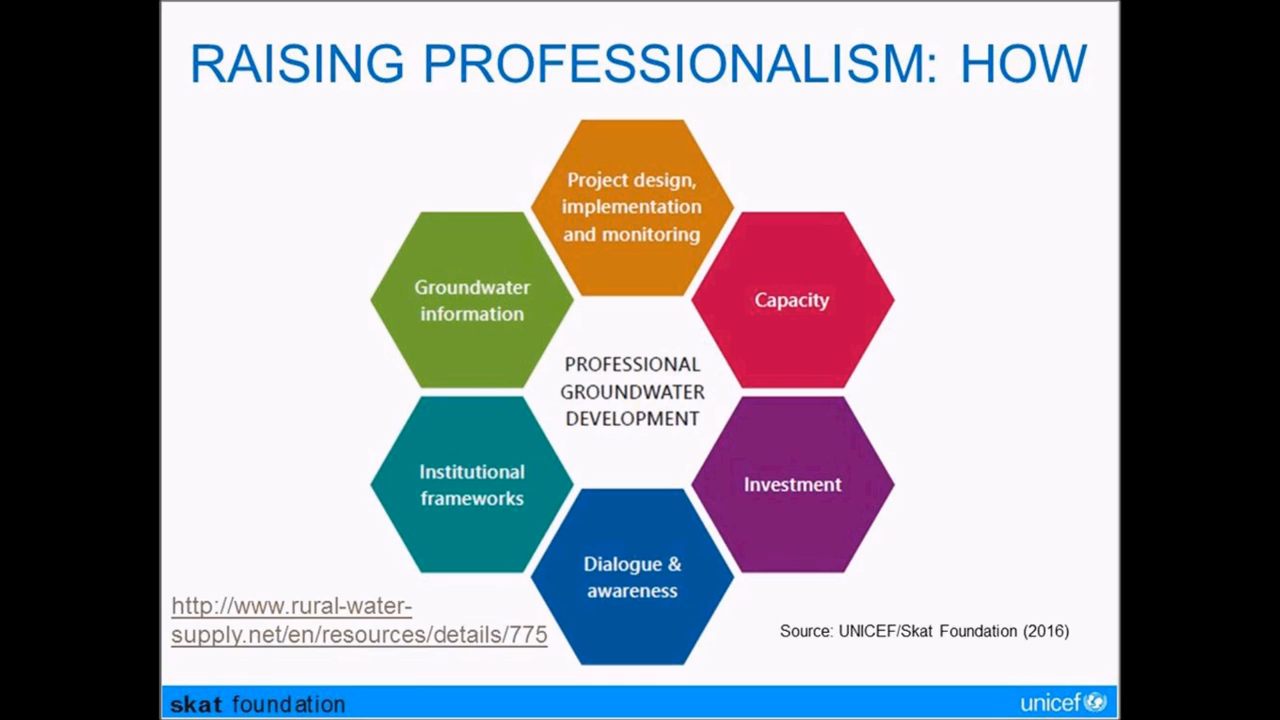 RAISING PROFESSIONALISM: HOW
Project design,
implementation
and monitoring
Groundwater
information
Capacity
PROFESSIONAL
GROUNDWATER
DEVELOPMENT
Institutional
frameworks
Investment
Dialogue &
awareness
http://www.rural-water-
supply.net/en/resources/details/775
Source: UNICEF/Skat Foundation (2016)
skat foundation
unicef